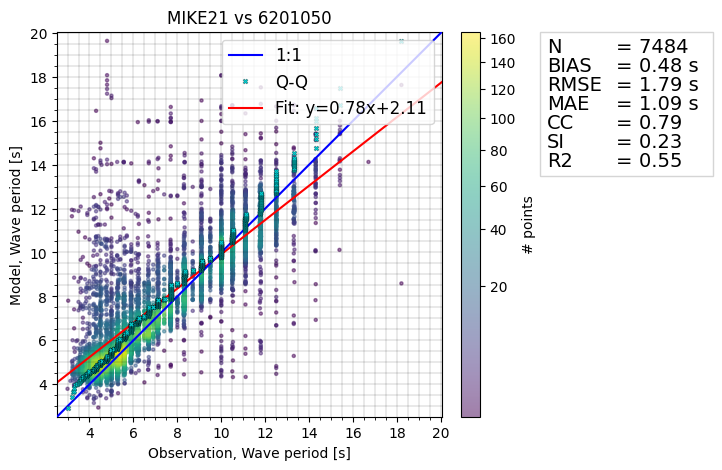 MIKE21 vs 6201050
1:1
Q-Q
Fit: y=0.78x+2.11
20
18
16
14
12
10
8
6
4
Model, Wave period [s]
4 6 8 10 12 14 16 18 20
Observation, Wave period [s]
160
140
120
100
80
60
40
20
# points
N = 7484
BIAS = 0.48 s
RMSE = 1.79 s
MAE = 1.09 s
CC = 0.79
SI = 0.23
R2 = 0.55